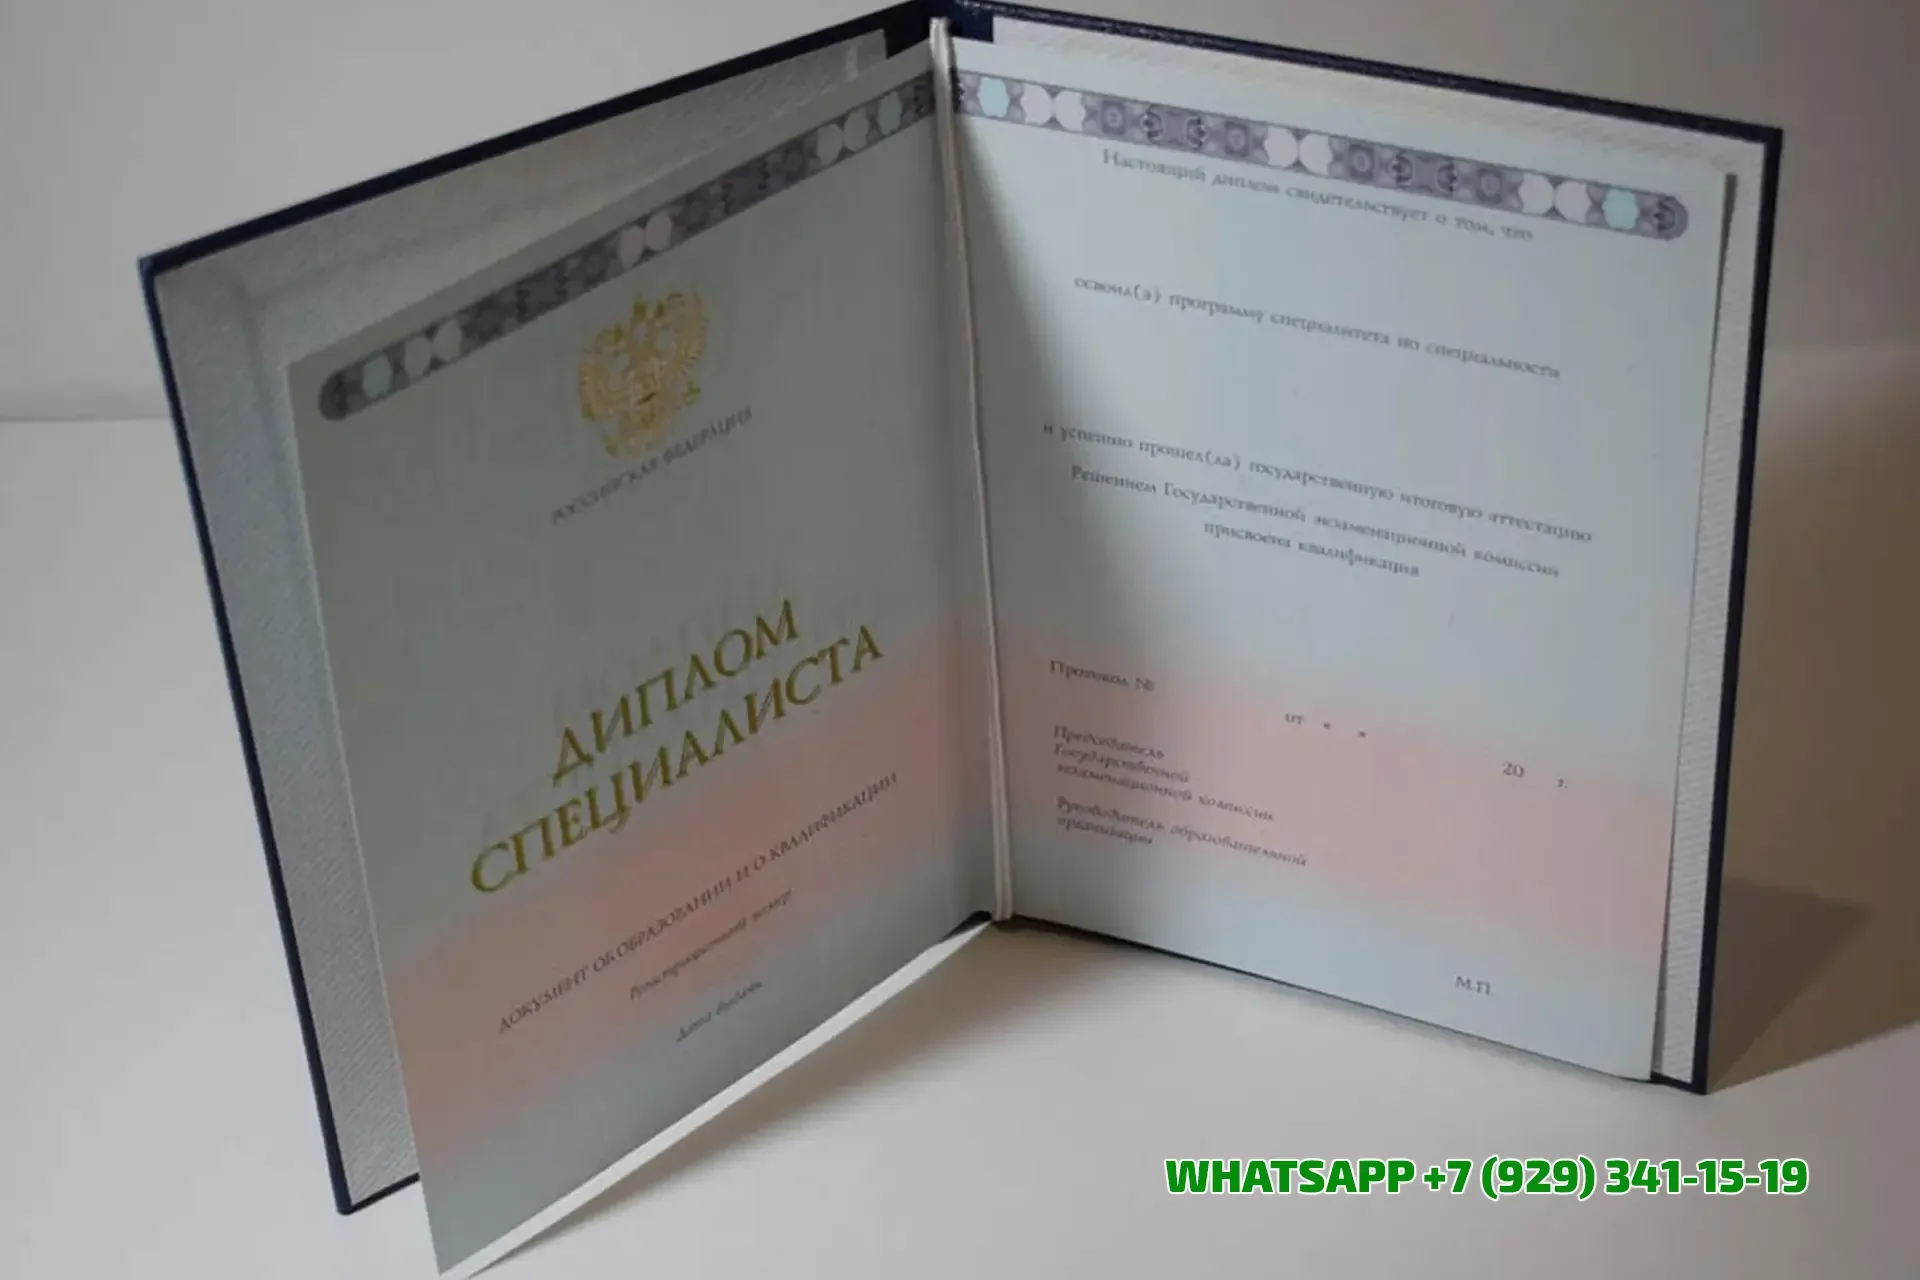 РОССИЙСКАЯ ФЕДЕРАЦИЯ
ДИПЛОМ
СПЕЦИАЛИСТА
ДОКУМЕНТ ОБ ОБРАЗОВАНИИ И О КВАЛИФИКАЦИИ
Регистрационный номер
Дата выдачи
Настоящий диплом свидетельствует о том, что
освоил(а) программу специалитета по специальности
и успешно прошел(ла) государственную итоговую аттестацию
Решением Государственной экзаменационной комиссии
присвоена квалификация
Протокол №
от « »
20 г.
Председатель
Государственной
экзаменационной комиссии
Руководитель образовательной
организации
М.П.
WHATSAPP +7 (929) 341-15-19